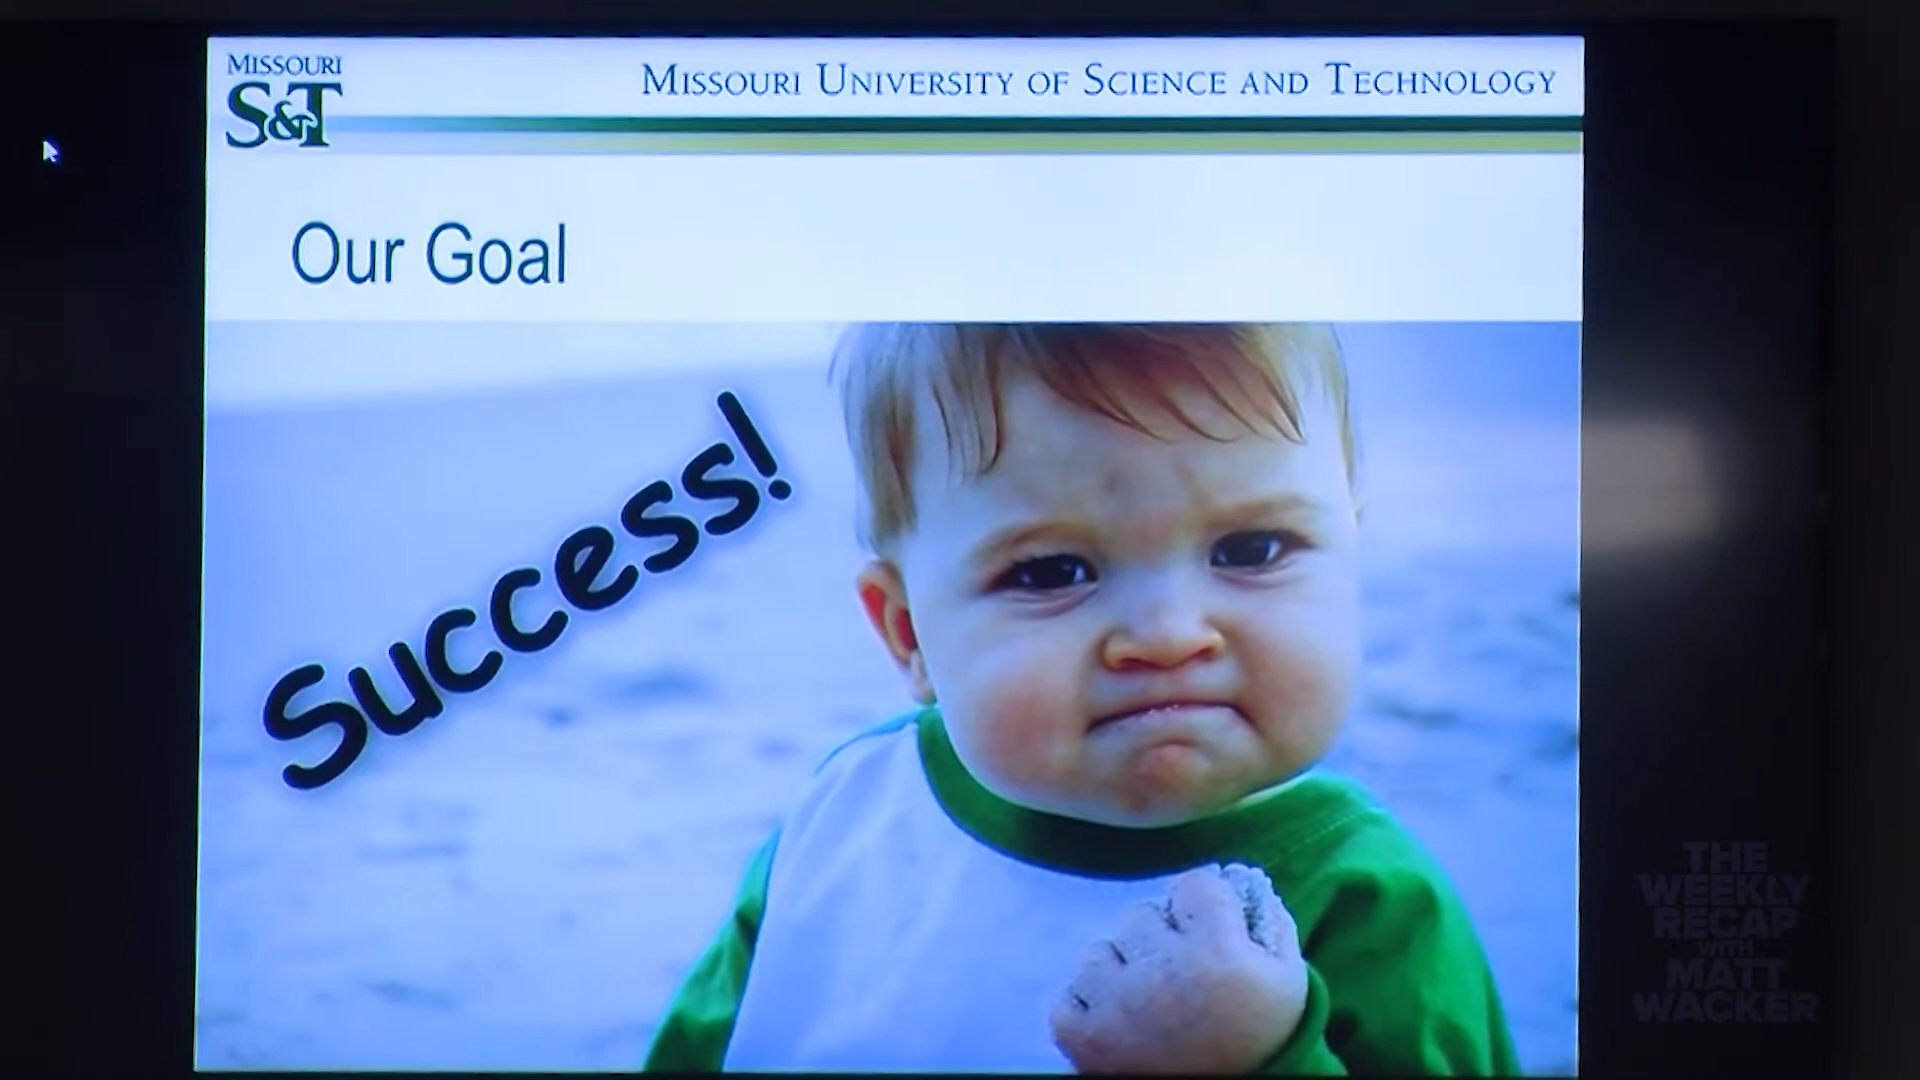 MISSOURI
S&T
MISSOURI UNIVERSITY OF SCIENCE AND TECHNOLOGY
Our Goal
Success!
THE
WEEKLY
RECAP
WITH
MATT
WACKER